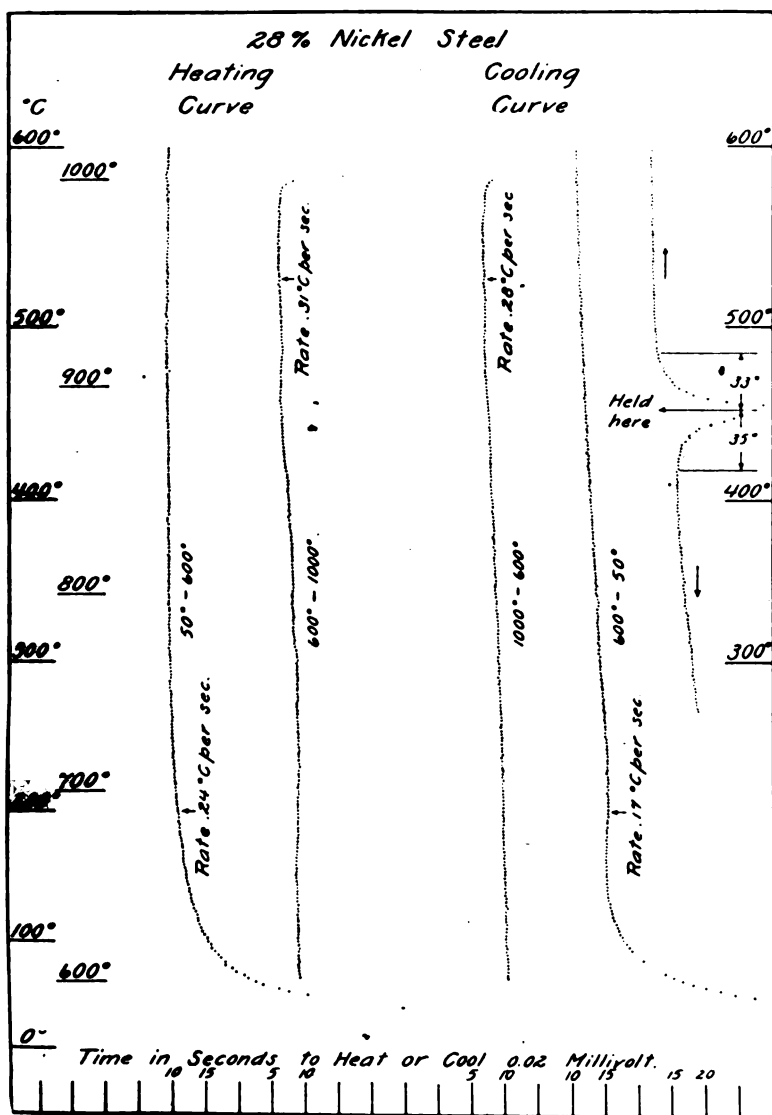 28% Nickel Steel
Heating Curve
Cooling Curve
°C
600°
1000°
500°
900°
400°
800°
300°
700°
200°
100°
600°
0°
50° - 600°
Rate .24°C per sec.
600° - 1000°
Rate .31°C per sec.
1000° - 600°
Rate .28°C per sec
600° - 50°
Rate .17°C per sec
Held here
33°
35°
600°
500°
400°
300°
Time in Seconds to Heat or Cool 0.02 Millivolt.
10 15 5 10 5 10 10 15 15 20